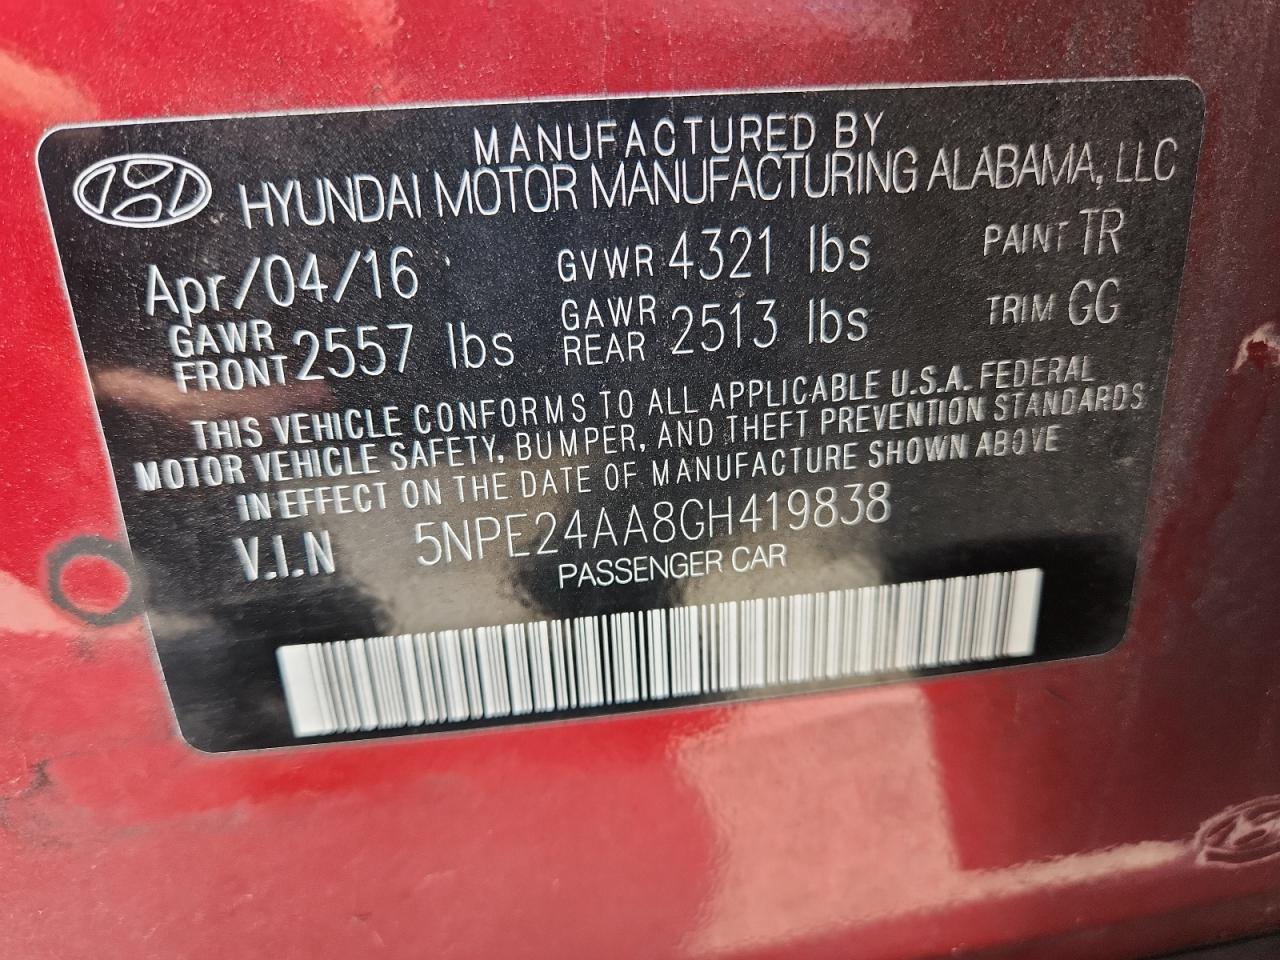 MANUFACTURED BY
HYUNDAI MOTOR MANUFACTURING ALABAMA, LLC
Apr/04/16 GVWR 4321 lbs PAINT TR
GAWR FRONT 2557 lbs GAWR REAR 2513 lbs TRIM GG
THIS VEHICLE CONFORMS TO ALL APPLICABLE U.S.A. FEDERAL
MOTOR VEHICLE SAFETY, BUMPER, AND THEFT PREVENTION STANDARDS
IN EFFECT ON THE DATE OF MANUFACTURE SHOWN ABOVE
V.I.N 5NPE24AA8GH419838
PASSENGER CAR